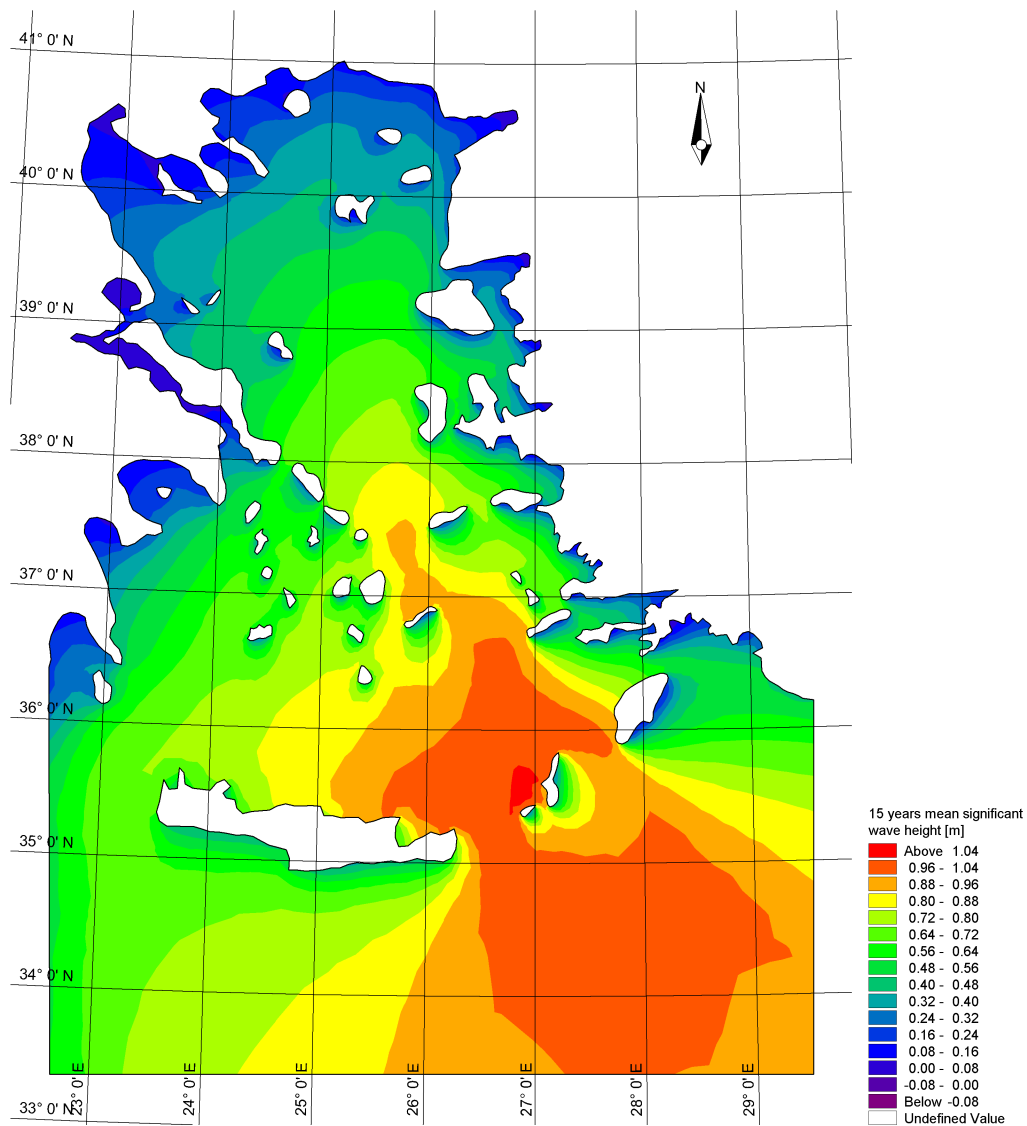 41° 0' N
N
40° 0' N
39° 0' N
38° 0' N
37° 0' N
36° 0' N
35° 0' N
34° 0' N
33° 0' N
23° 0' E
24° 0' E
25° 0' E
26° 0' E
27° 0' E
28° 0' E
29° 0' E
15 years mean significant
wave height [m]
Above 1.04
0.96 - 1.04
0.88 - 0.96
0.80 - 0.88
0.72 - 0.80
0.64 - 0.72
0.56 - 0.64
0.48 - 0.56
0.40 - 0.48
0.32 - 0.40
0.24 - 0.32
0.16 - 0.24
0.08 - 0.16
0.00 - 0.08
-0.08 - 0.00
Below -0.08
Undefined Value